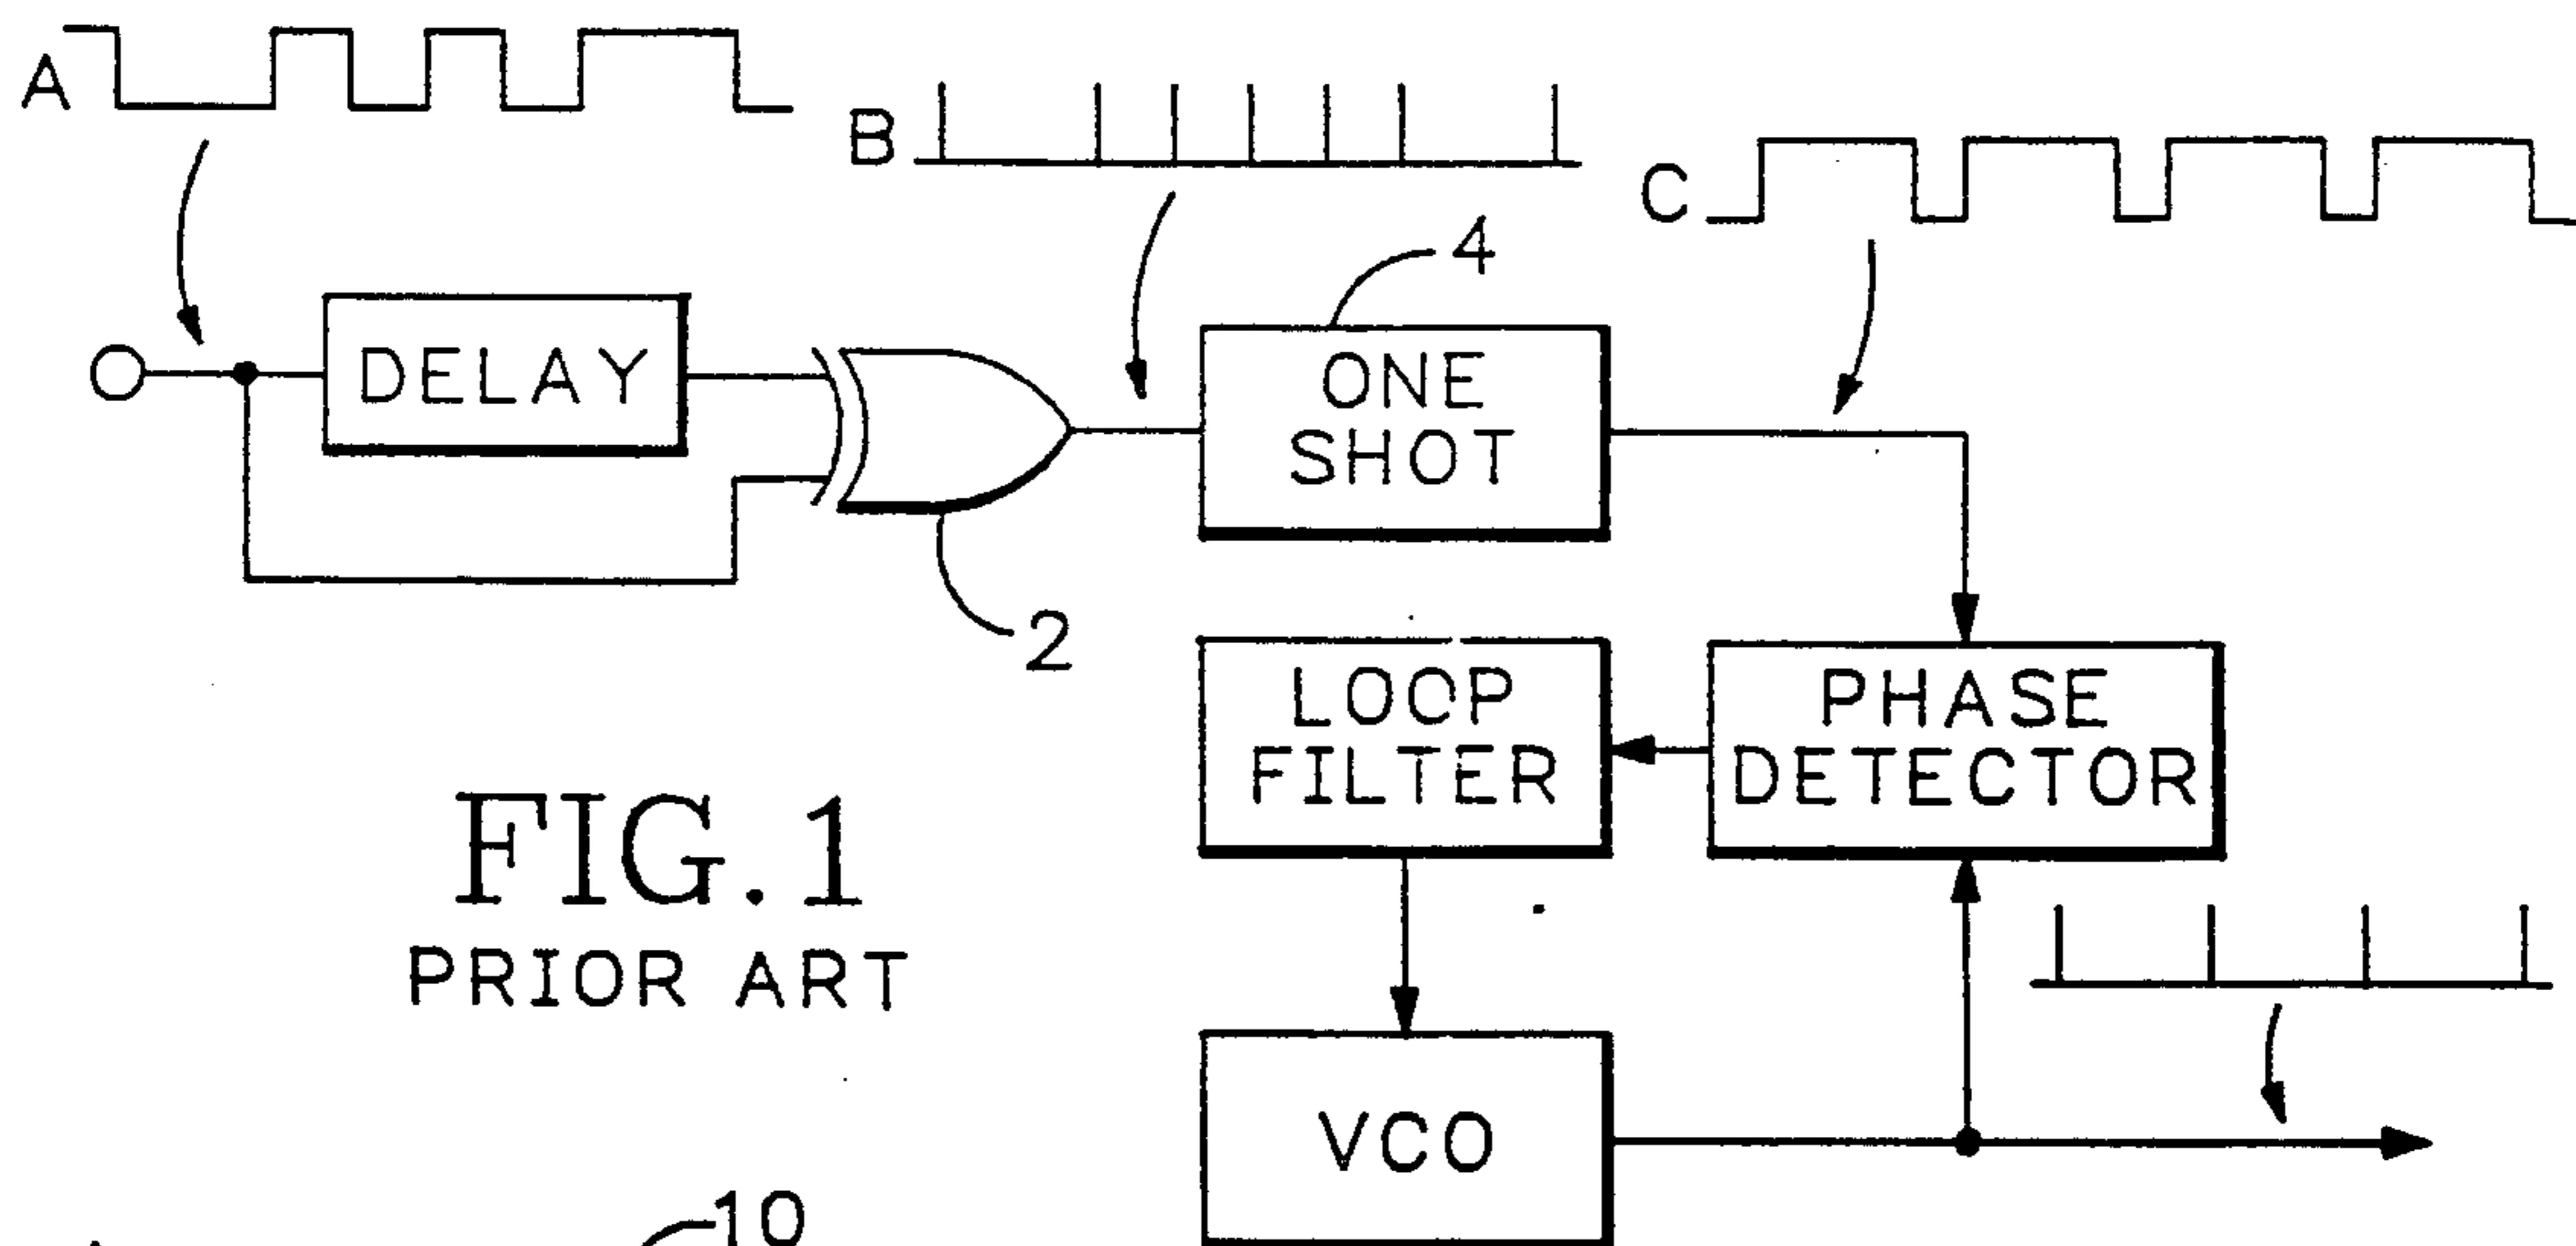 A
B
C
4
DELAY
ONE
SHOT
2
LOOP
FILTER
PHASE
DETECTOR
FIG.1
PRIOR ART
VCO
10